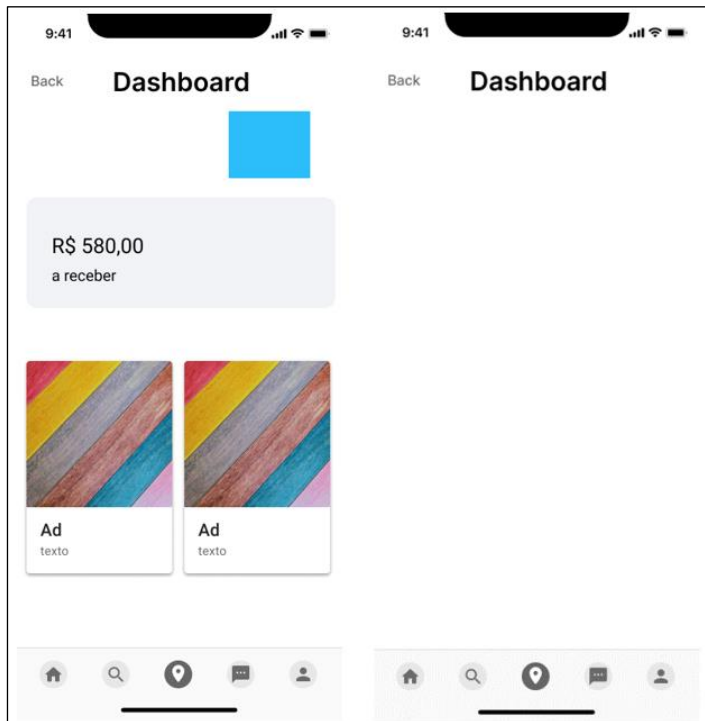 9:41
Back Dashboard
R$ 580,00
a receber
Ad
texto
Ad
texto
9:41
Back Dashboard